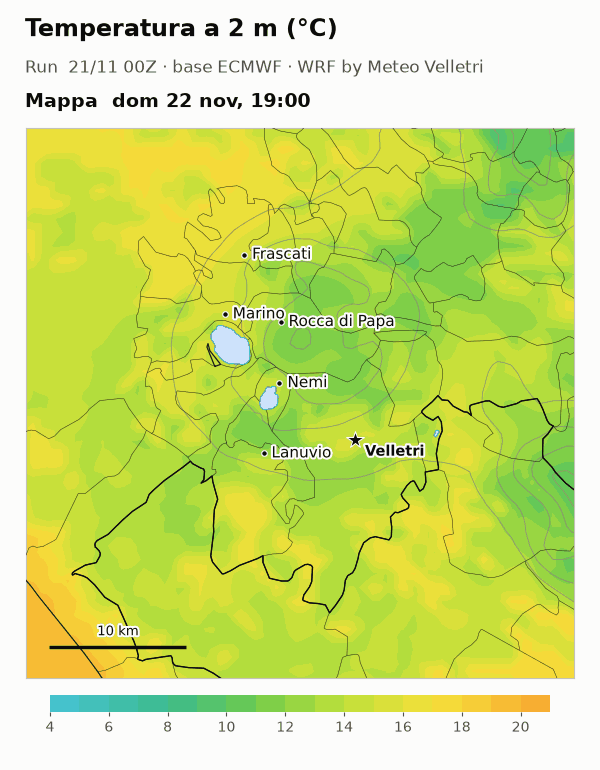 Temperatura a 2 m (°C)
Run  21/11 00Z · base ECMWF · WRF by Meteo Velletri
Mappa  dom 22 nov, 19:00
Frascati
Marino
Rocca di Papa
Nemi
Velletri
Lanuvio
10 km
4 6 8 10 12 14 16 18 20